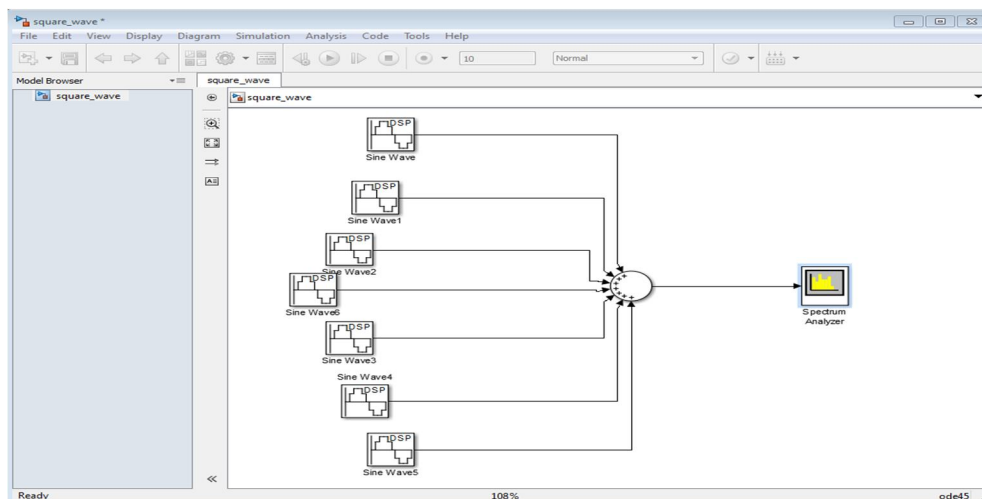 square_wave *
File Edit View Display Diagram Simulation Analysis Code Tools Help
10 Normal
Model Browser
square_wave
square_wave
square_wave
DSP
Sine Wave
DSP
Sine Wave1
DSP
Sine Wave2
DSP
Sine Wave6
DSP
Sine Wave3
Sine Wave4
DSP
DSP
Sine Wave5
Spectrum
Analyzer
Ready 108% ode45